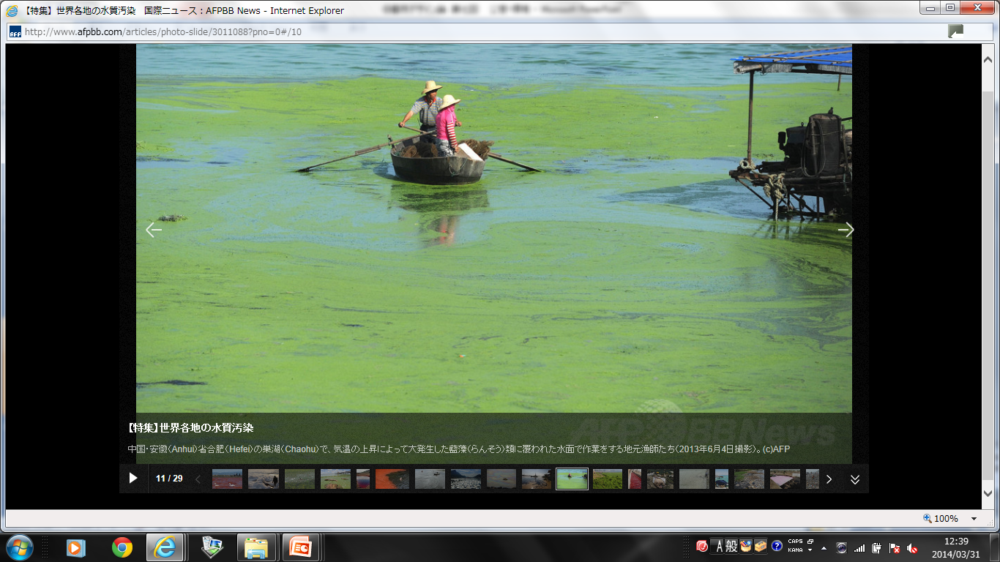 【特集】世界各地の水質汚染　国際ニュース : AFPBB News - Internet Explorer
AFP http://www.afpbb.com/articles/photo-slide/3011088?pno=0#/10
AFPBB News
【特集】世界各地の水質汚染
中国・安徽(Anhui)省合肥(Hefei)の巣湖(Chaohu)で、気温の上昇によって大発生した藍藻(らんそう)類に覆われた水面で作業をする地元漁師たち(2013年6月4日撮影)。(c)AFP
11 / 29
100%
A 般
CAPS
KANA
12:39
2014/03/31